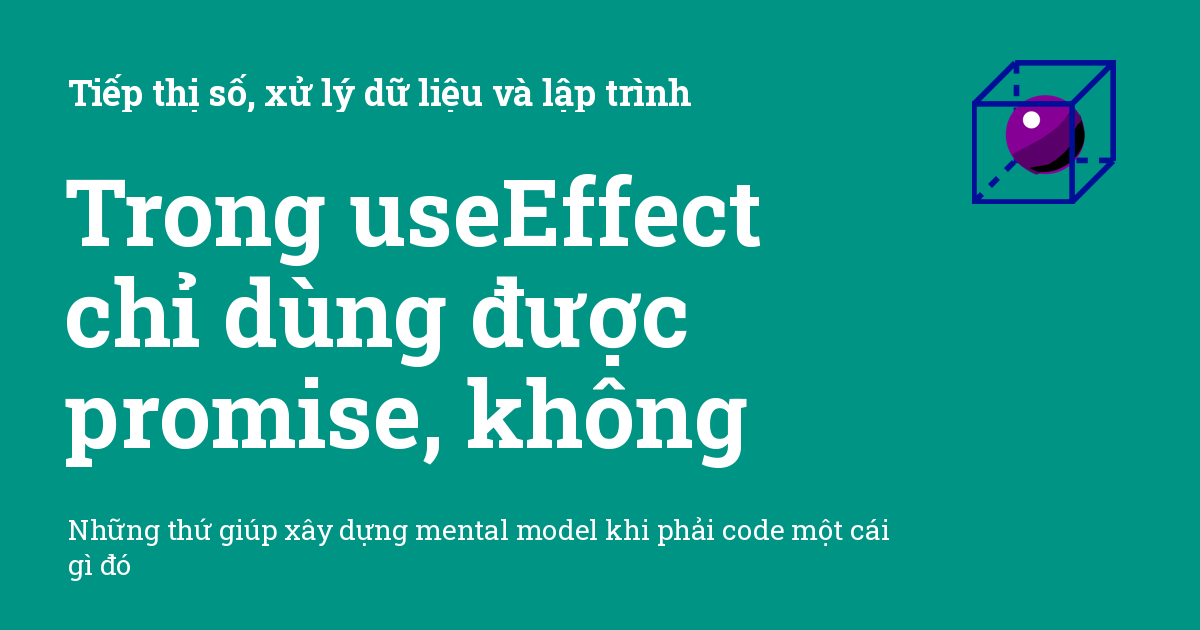 Tiếp thị số, xử lý dữ liệu và lập trình
Trong useEffect
chỉ dùng được
promise, không
Những thứ giúp xây dựng mental model khi phải code một cái
gì đó